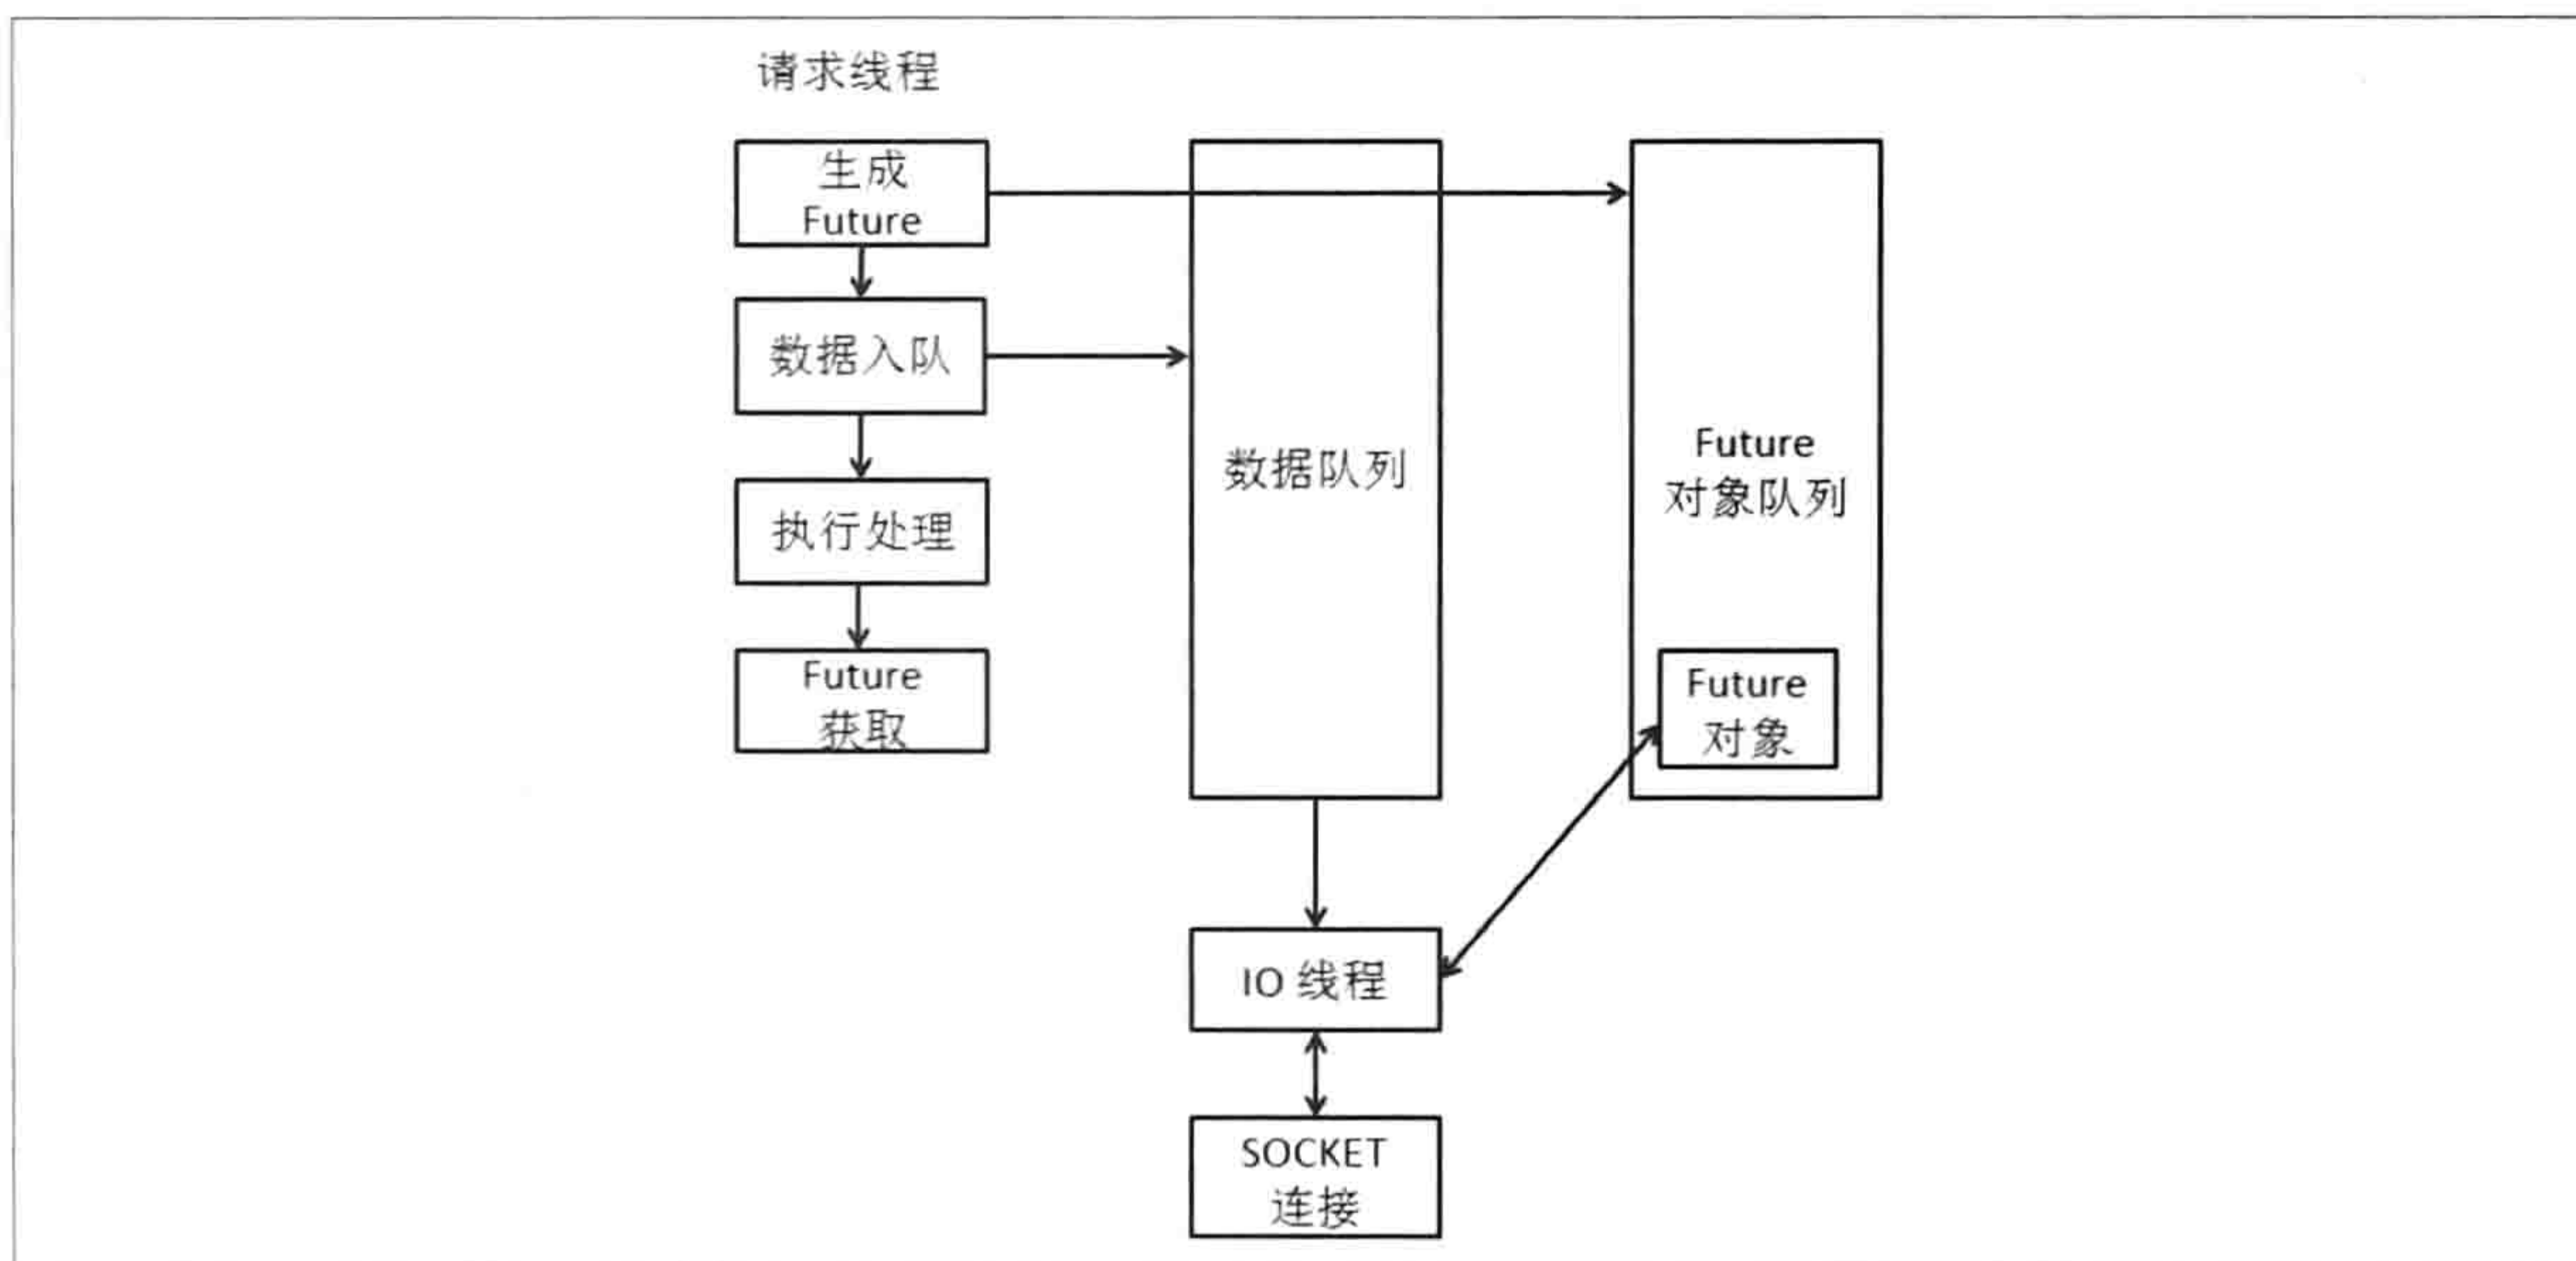 请求线程
生成
Future
数据入队
执行处理
Future
获取
数据队列
Future
对象队列
Future
对象
IO 线程
SOCKET
连接